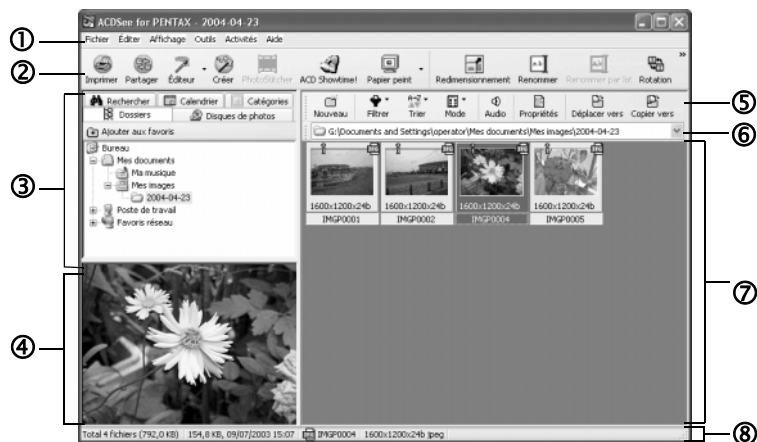 ACDSee for PENTAX - 2004-04-23
① Fichier Éditer Affichage Outils Activités Aide
② Imprimer Partager Éditeur Créer PhotoStitcher ACD Showtime! Papier peint Redimensionnement Renommer Renommer par lot Rotation »
③
Rechercher Calendrier Catégories
Dossiers Disques de photos
Ajouter aux favoris
Bureau
Mes documents
Ma musique
Mes images
2004-04-23
Poste de travail
Favoris réseau
④
Nouveau Filtrer Trier Mode Audio Propriétés Déplacer vers Copier vers ⑤
G:\Documents and Settings\operator\Mes documents\Mes images\2004-04-23 ⑥
1600x1200x24b 1600x1200x24b 1600x1200x24b 1600x1200x24b
IMGP0001 IMGP0002 IMGP0004 IMGP0005
⑦
Total 4 fichiers (792,0 KB) 154,8 KB, 09/07/2003 15:07 IMGP0004 1600x1200x24b jpeg ⑧